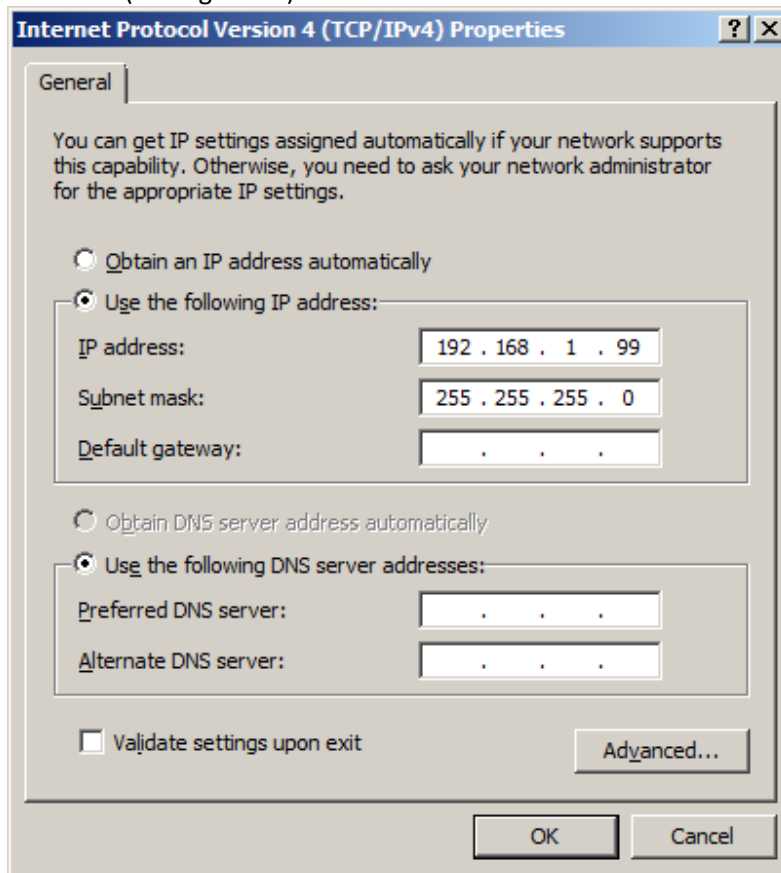 Internet Protocol Version 4 (TCP/IPv4) Properties
General
You can get IP settings assigned automatically if your network supports
this capability. Otherwise, you need to ask your network administrator
for the appropriate IP settings.
Obtain an IP address automatically
Use the following IP address:
IP address: 192 . 168 . 1 . 99
Subnet mask: 255 . 255 . 255 . 0
Default gateway: . . .
Obtain DNS server address automatically
Use the following DNS server addresses:
Preferred DNS server: . . .
Alternate DNS server: . . .
Validate settings upon exit
Advanced...
OK Cancel